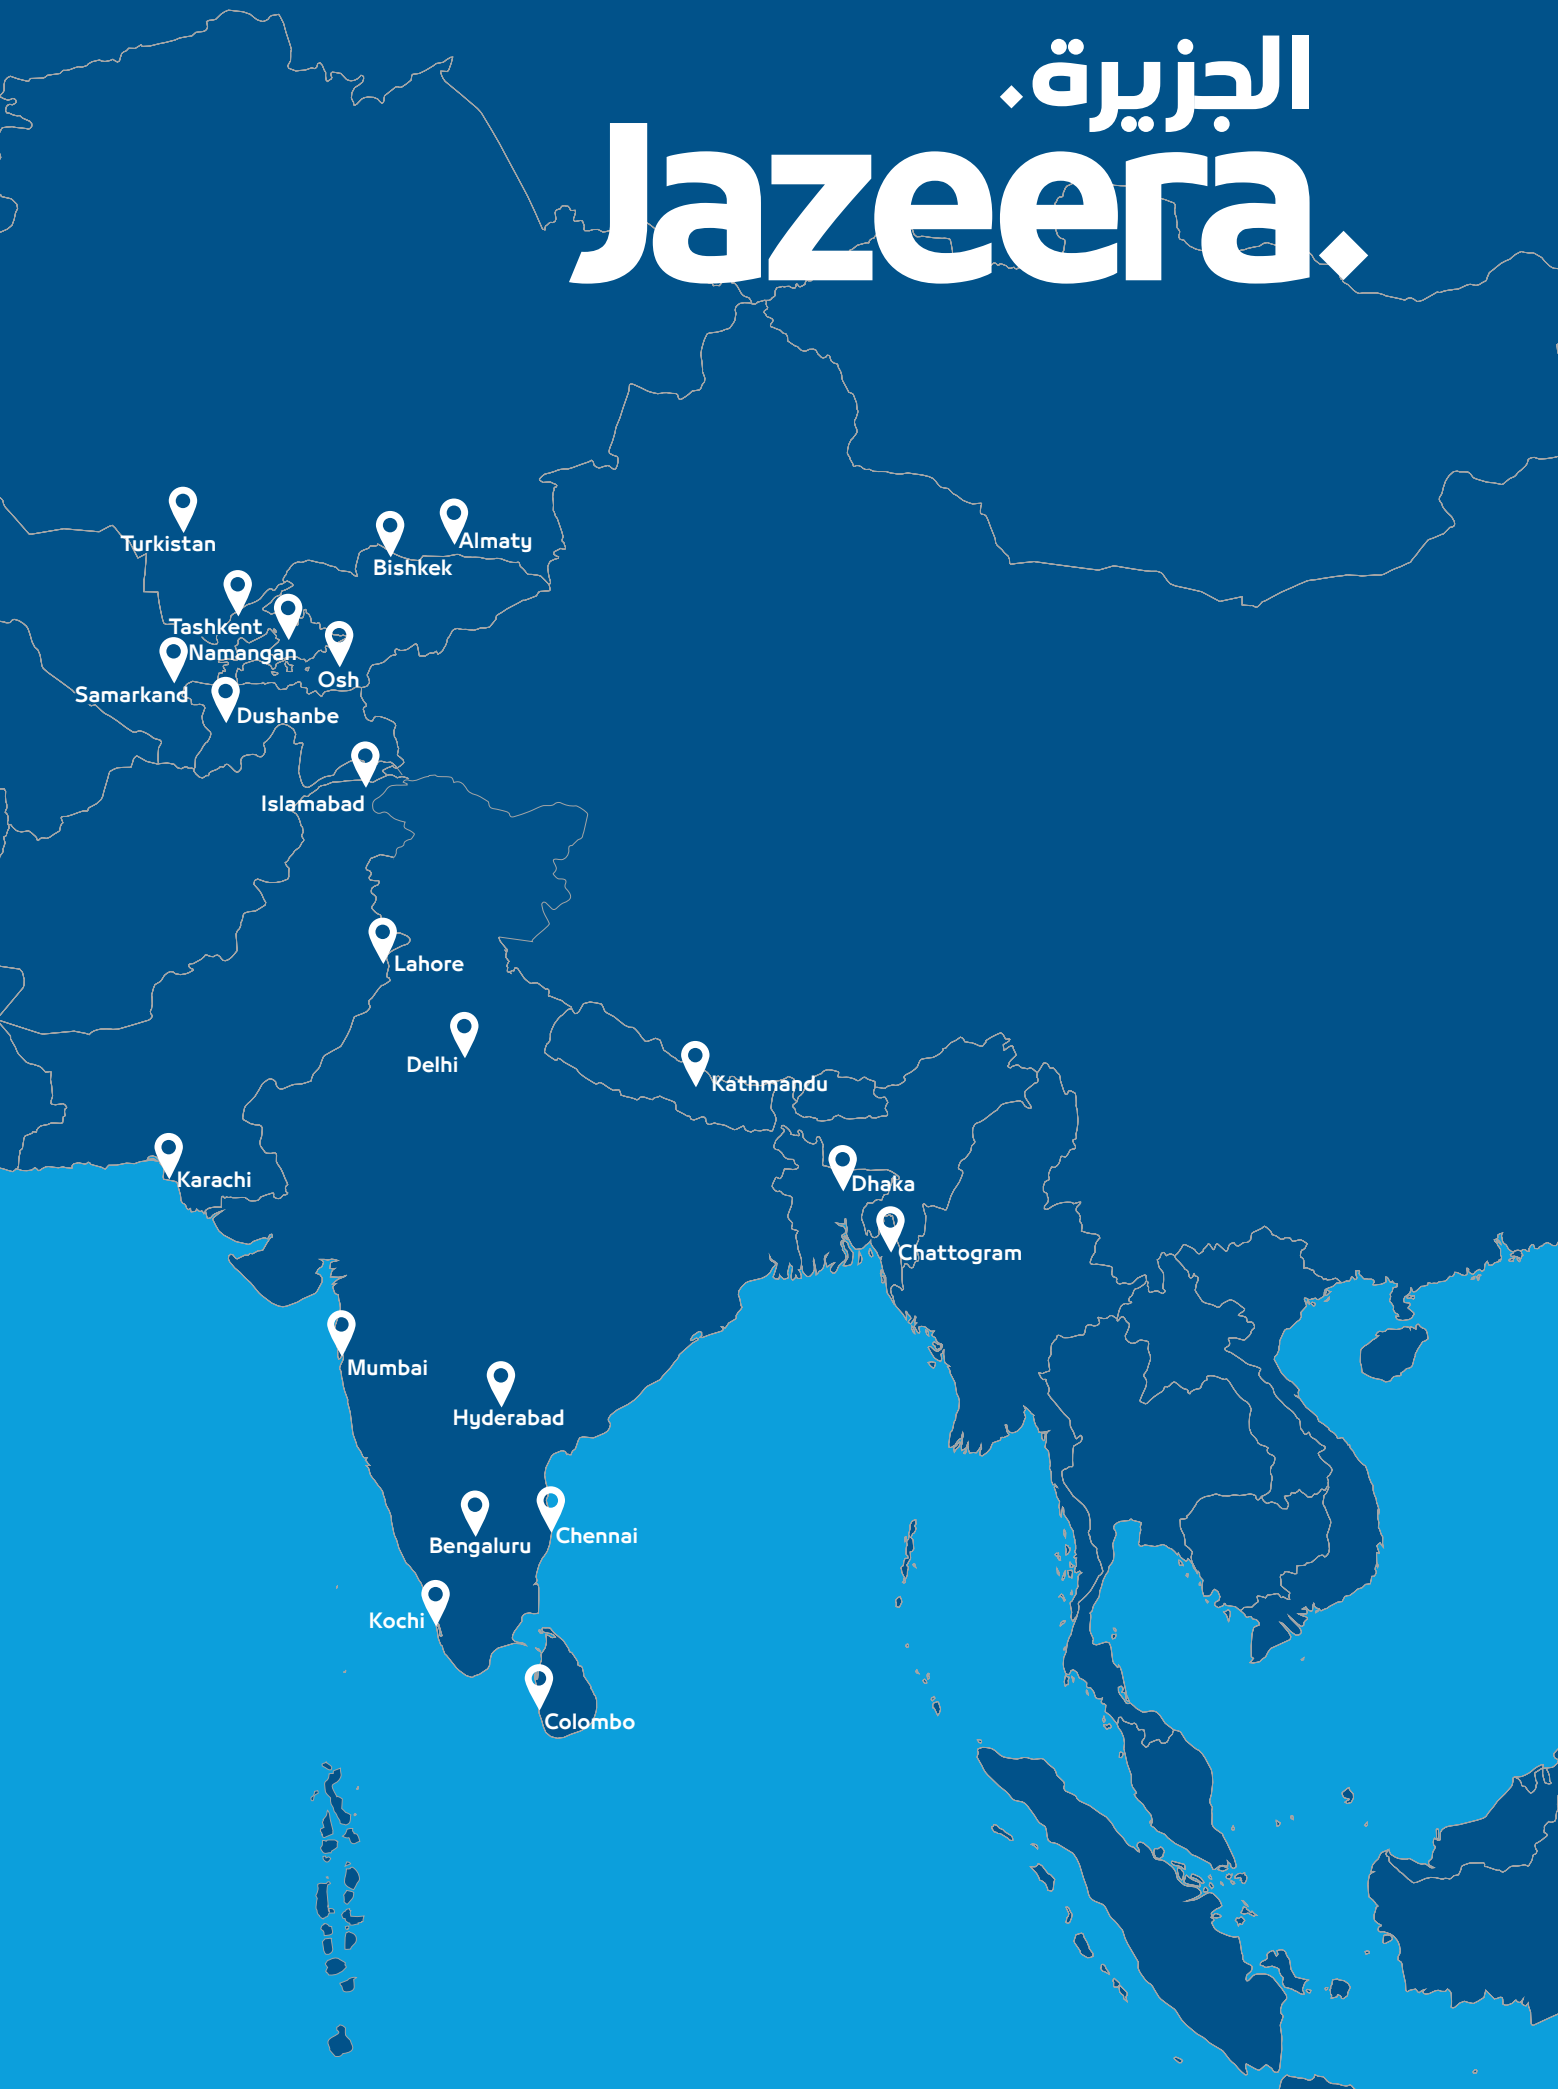 الجزيرة.
Jazeera.
Turkistan
Almaty
Bishkek
Tashkent
Namangan
Osh
Samarkand
Dushanbe
Islamabad
Lahore
Delhi
Kathmandu
Karachi
Dhaka
Chattogram
Mumbai
Hyderabad
Chennai
Bengaluru
Kochi
Colombo